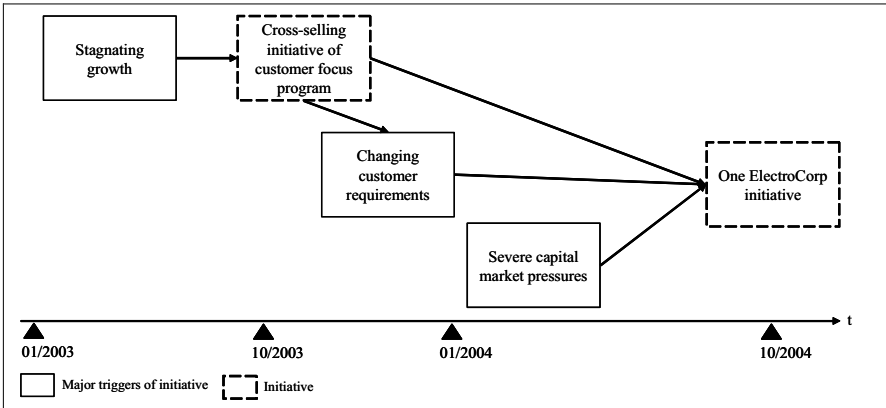 Stagnating
growth
Cross-selling
initiative of
customer focus
program
Changing
customer
requirements
One ElectroCorp
initiative
Severe capital
market pressures
t
01/2003
10/2003
01/2004
10/2004
Major triggers of initiative
Initiative